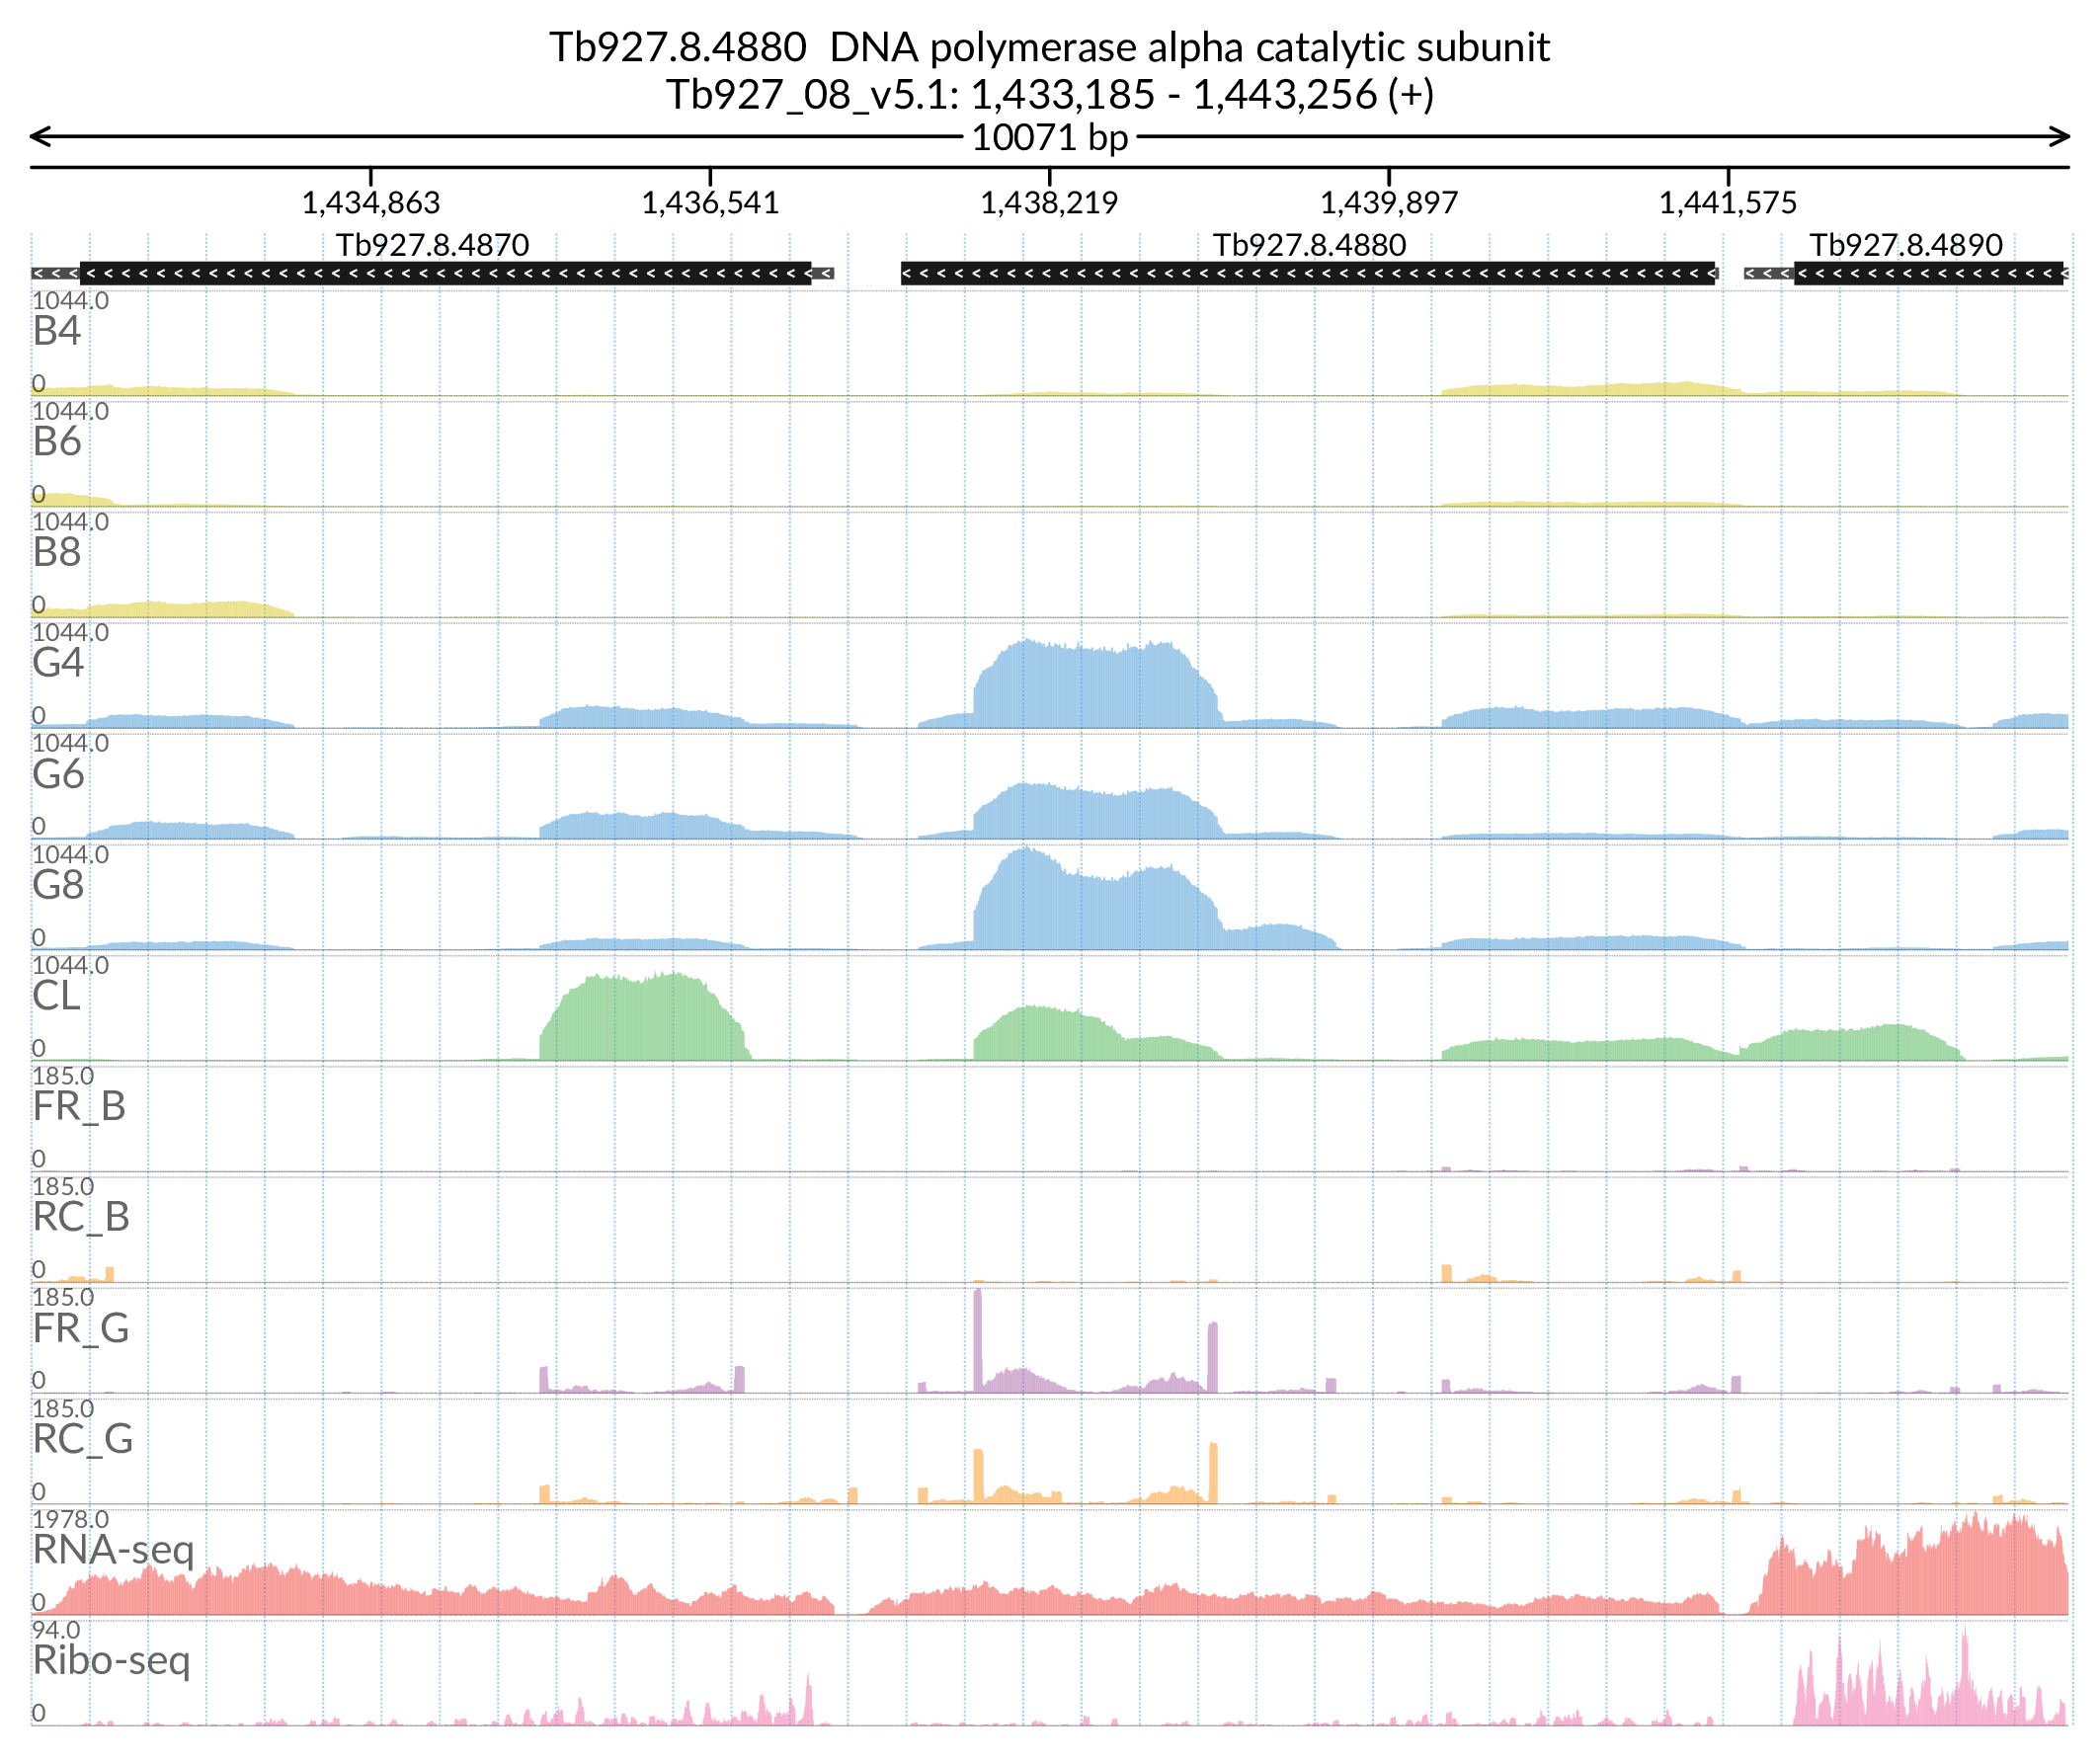 Tb927.8.4880 DNA polymerase alpha catalytic subunit
Tb927_08_v5.1: 1,433,185 - 1,443,256 (+)
10071 bp
1,434,863 1,436,541 1,438,219 1,439,897 1,441,575
Tb927.8.4870 Tb927.8.4880 Tb927.8.4890
1044.0
B4
0
1044.0
B6
0
1044.0
B8
0
1044.0
G4
0
1044.0
G6
0
1044.0
G8
0
1044.0
CL
0
185.0
FR_B
0
185.0
RC_B
0
185.0
FR_G
0
185.0
RC_G
0
1978.0
RNA-seq
0
94.0
Ribo-seq
0